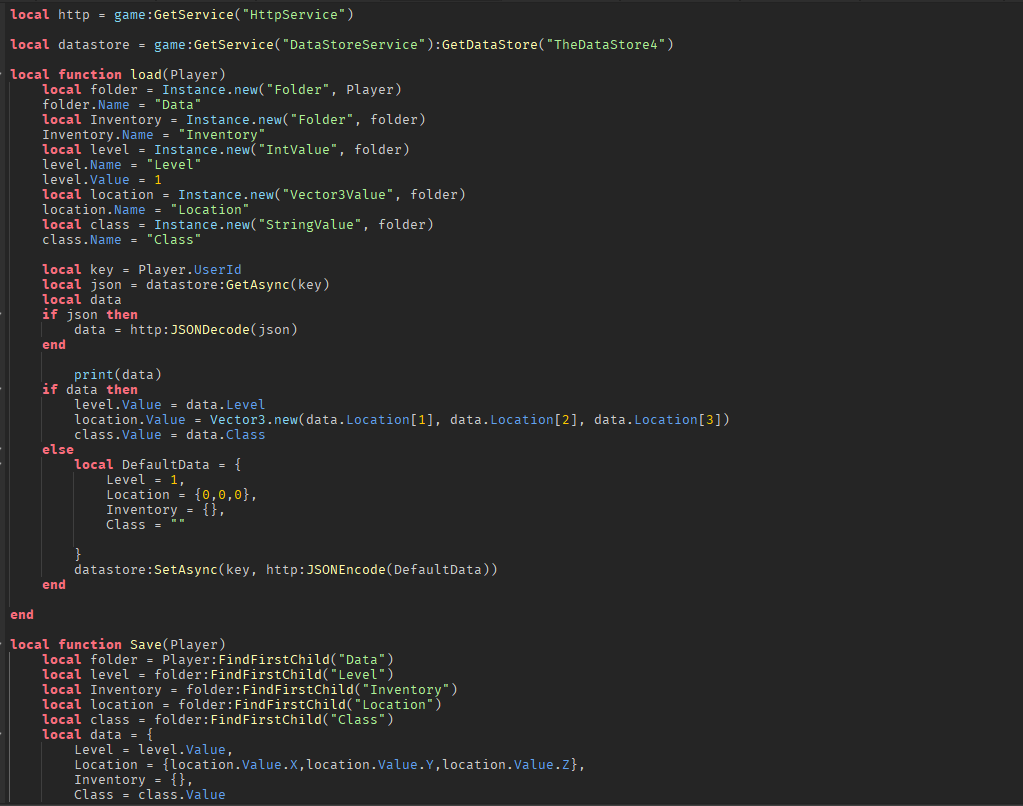 local http = game:GetService("HttpService")
local datastore = game:GetService("DataStoreService"):GetDataStore("TheDataStore4")
local function load(Player)
local folder = Instance.new("Folder", Player)
folder.Name = "Data"
local Inventory = Instance.new("Folder", folder)
Inventory.Name = "Inventory"
local level = Instance.new("IntValue", folder)
level.Name = "Level"
level.Value = 1
local location = Instance.new("Vector3Value", folder)
location.Name = "Location"
local class = Instance.new("StringValue", folder)
class.Name = "Class"
local key = Player.UserId
local json = datastore:GetAsync(key)
local data
if json then
data = http:JSONDecode(json)
end
print(data)
if data then
level.Value = data.Level
location.Value = Vector3.new(data.Location[1], data.Location[2], data.Location[3])
class.Value = data.Class
else
local DefaultData = {
Level = 1,
Location = {0,0,0},
Inventory = {},
Class = ""
}
datastore:SetAsync(key, http:JSONEncode(DefaultData))
end
end
local function Save(Player)
local folder = Player:FindFirstChild("Data")
local level = folder:FindFirstChild("Level")
local Inventory = folder:FindFirstChild("Inventory")
local location = folder:FindFirstChild("Location")
local class = folder:FindFirstChild("Class")
local data = {
Level = level.Value,
Location = {location.Value.X,location.Value.Y,location.Value.Z},
Inventory = {},
Class = class.Value